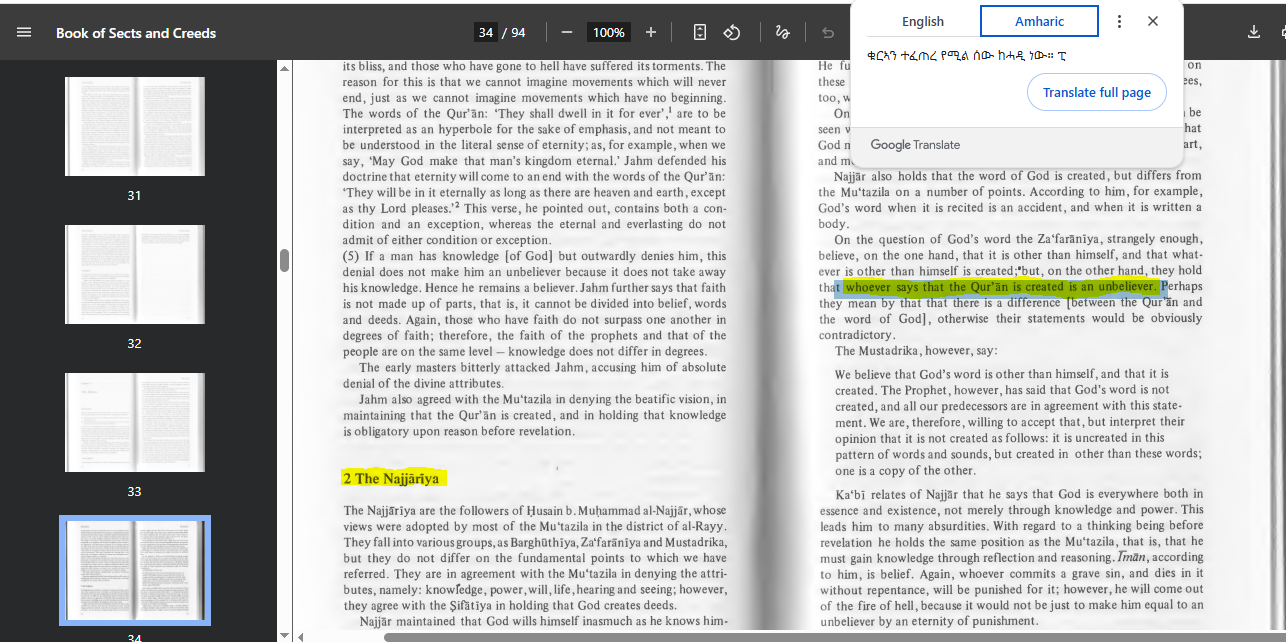 Book of Sects and Creeds
34 / 94
100%
English
Amharic
ቁርኣን ተፈጠረ የሚል ሰው ከሓዲ ነው። ፒ
Translate full page
Google Translate
31
32
33
34
its bliss, and those who have gone to hell have suffered its torments. The
reason for this is that we cannot imagine movements which will never
end, just as we cannot imagine movements which have no beginning.
The words of the Qur'ān: 'They shall dwell in it for ever',¹ are to be
interpreted as an hyperbole for the sake of emphasis, and not meant to
be understood in the literal sense of eternity; as, for example, when we
say, 'May God make that man's kingdom eternal.' Jahm defended his
doctrine that eternity will come to an end with the words of the Qur'ān:
'They will be in it eternally as long as there are heaven and earth, except
as thy Lord pleases.'² This verse, he pointed out, contains both a con-
dition and an exception, whereas the eternal and everlasting do not
admit of either condition or exception.
(5) If a man has knowledge [of God] but outwardly denies him, this
denial does not make him an unbeliever because it does not take away
his knowledge. Hence he remains a believer. Jahm further says that faith
is not made up of parts, that is, it cannot be divided into belief, words
and deeds. Again, those who have faith do not surpass one another in
degrees of faith; therefore, the faith of the prophets and that of the
people are on the same level — knowledge does not differ in degrees.
The early masters bitterly attacked Jahm, accusing him of absolute
denial of the divine attributes.
Jahm also agreed with the Mu'tazila in denying the beatific vision, in
maintaining that the Qur'ān is created, and in holding that knowledge
is obligatory upon reason before revelation.
2 The Najjārīya
The Najjārīya are the followers of Ḥusain b. Muḥammad al-Najjār, whose
views were adopted by most of the Mu'tazila in the district of al-Rayy.
They fall into various groups, as Barghūthīya, Za'farānīya and Mustadrika,
but they do not differ on the fundamental points to which we have
referred. They are in agreement with the Mu'tazila in denying the attri-
butes, namely: knowledge, power, will, life, hearing and seeing; however,
they agree with the Ṣifātīya in holding that God creates deeds.
Najjār maintained that God wills himself inasmuch as he knows him-
He fu
on
these
too, w
On
be
seen v
hat
God n
art,
and m
Najjār also holds that the word of God is created, but differs from
the Mu'tazila on a number of points. According to him, for example,
God's word when it is recited is an accident, and when it is written a
body.
On the question of God's word the Za'farānīya, strangely enough,
believe, on the one hand, that it is other than himself, and that what-
ever is other than himself is created; but, on the other hand, they hold
that whoever says that the Qur'ān is created is an unbeliever. Perhaps
they mean by that that there is a difference [between the Qur'ān and
the word of God], otherwise their statements would be obviously
contradictory.
The Mustadrika, however, say:
We believe that God's word is other than himself, and that it is
created. The Prophet, however, has said that God's word is not
created, and all our predecessors are in agreement with this state-
ment. We are, therefore, willing to accept that, but interpret their
opinion that it is not created as follows: it is uncreated in this
pattern of words and sounds, but created in other than these words;
one is a copy of the other.
Ka'bī relates of Najjār that he says that God is everywhere both in
essence and existence, not merely through knowledge and power. This
leads him to many absurdities. With regard to a thinking being before
revelation he holds the same position as the Mu'tazila, that is, that he
must gain knowledge through reflection and reasoning. Īmān, according
to him, is belief. Again, whoever commits a grave sin, and dies in it
without repentance, will be punished for it; however, he will come out
of the fire of hell, because it would not be just to make him equal to an
unbeliever by an eternity of punishment.